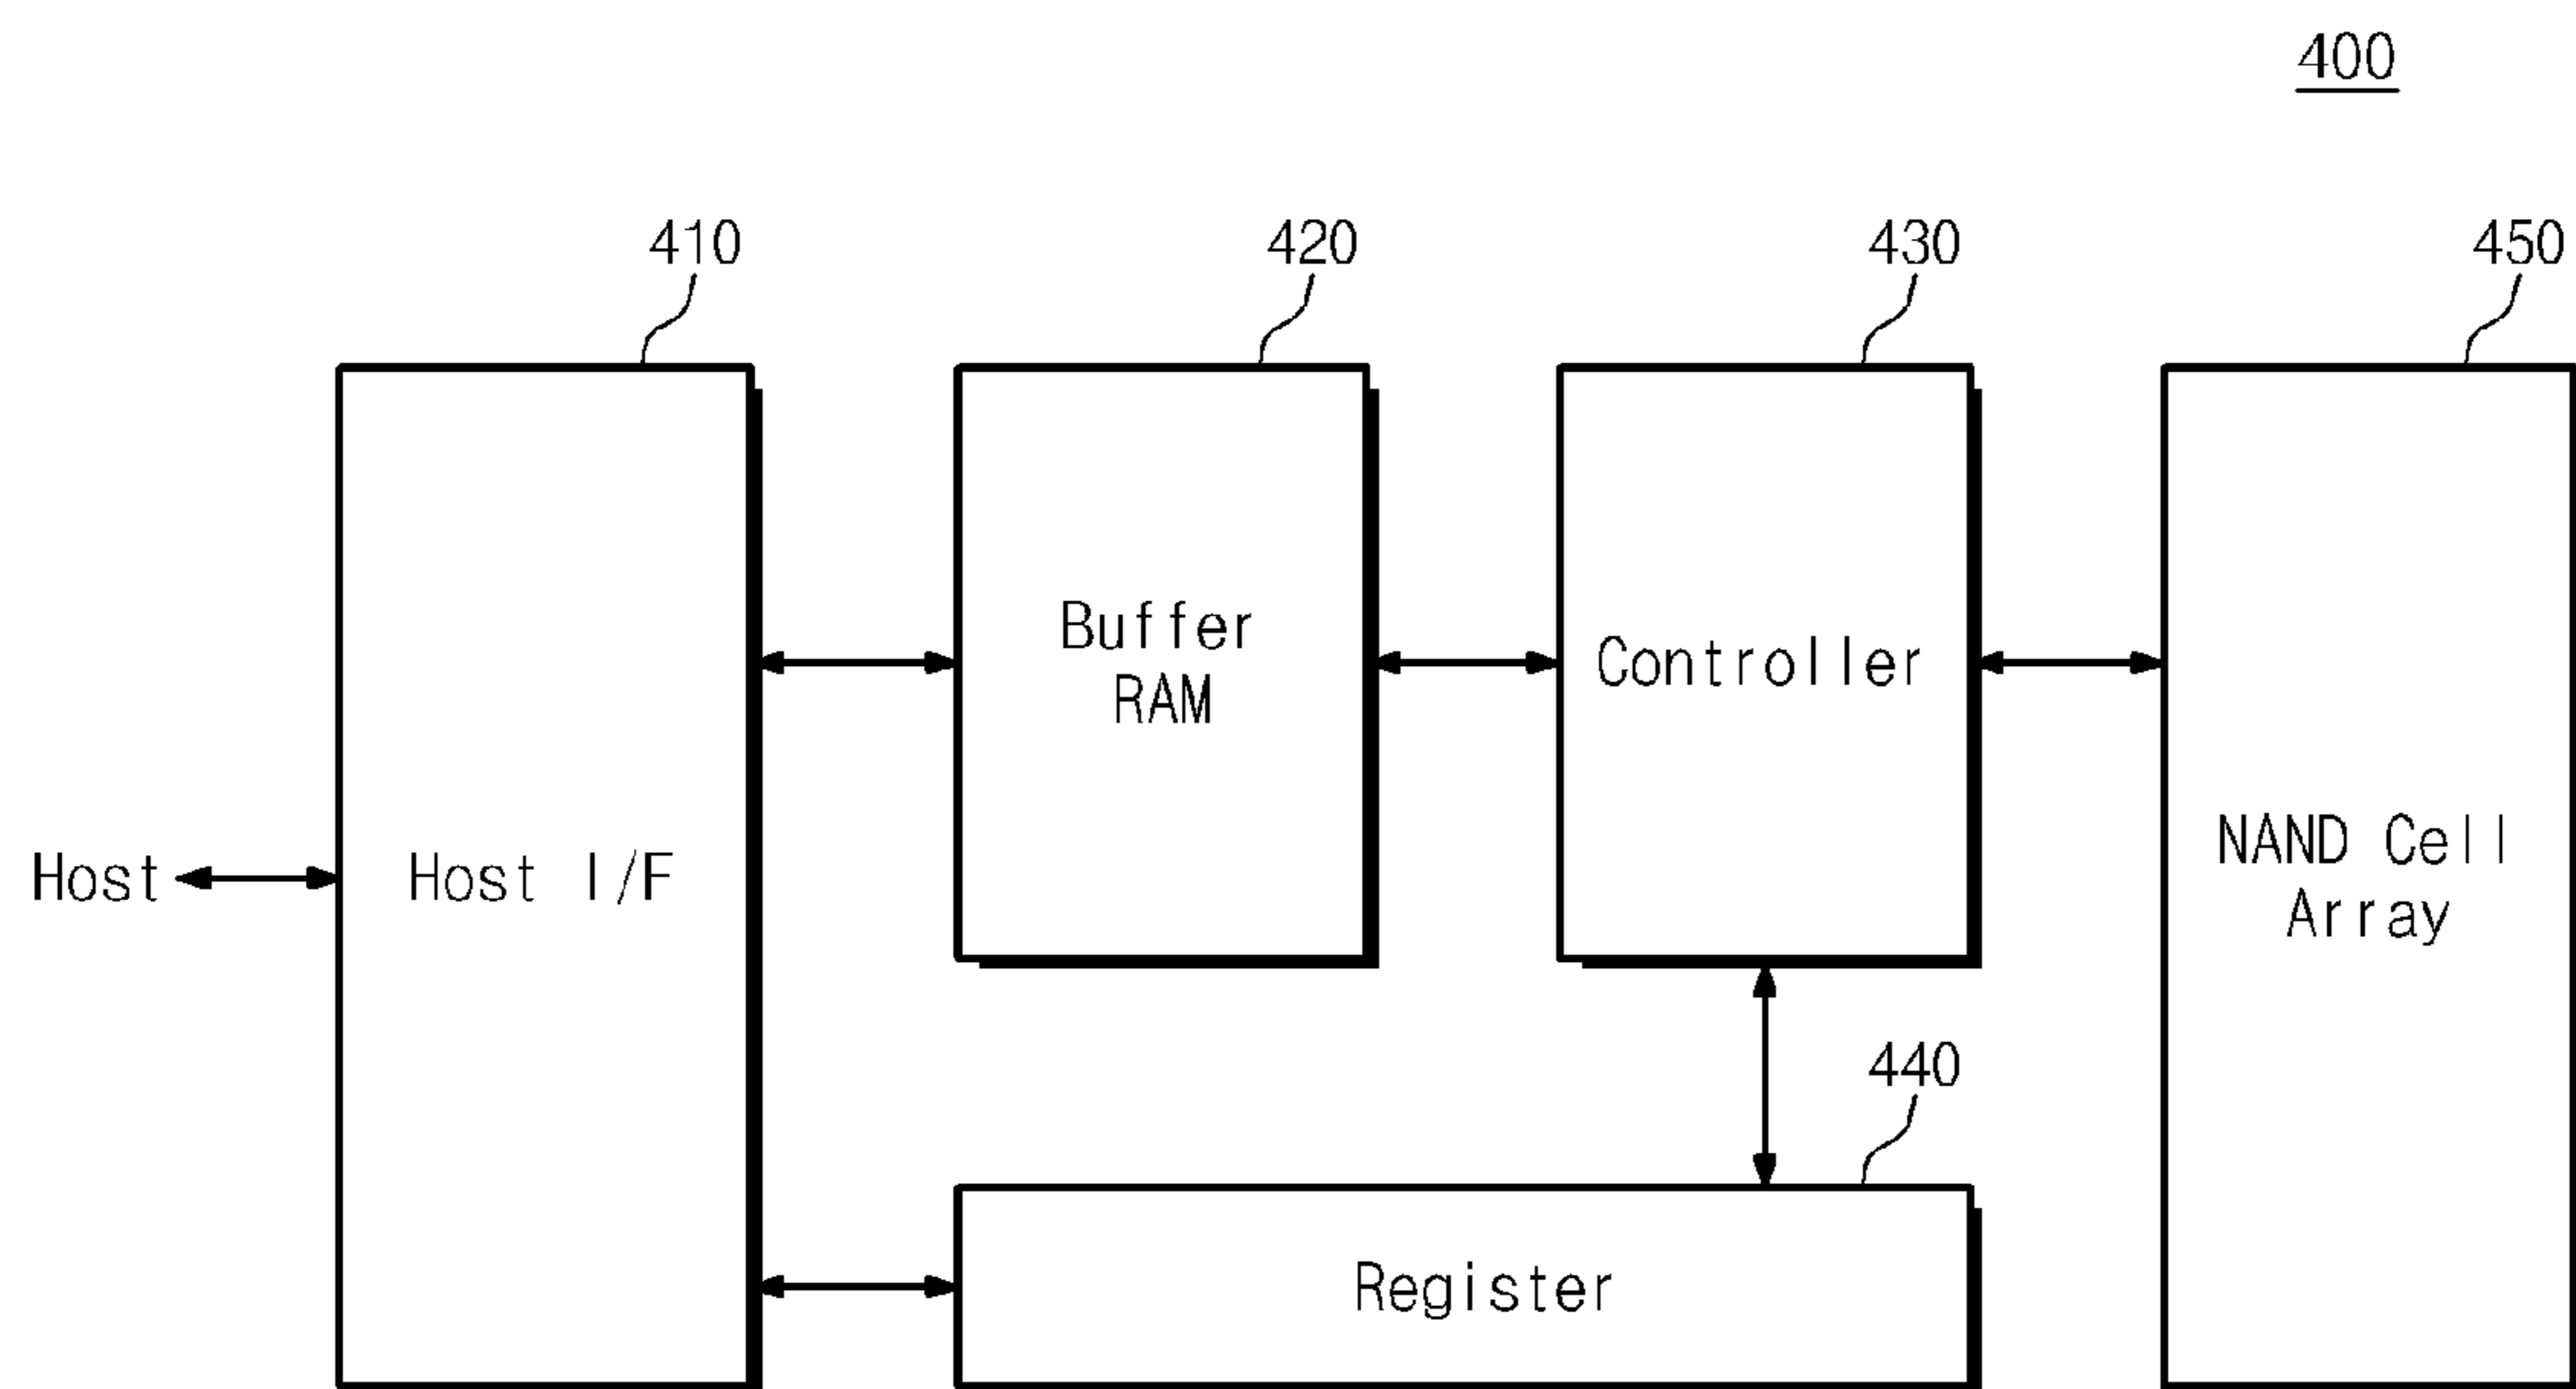 400
410
420
430
450
Buffer
RAM
Controller
Host
Host I/F
NAND Cell
Array
440
Register